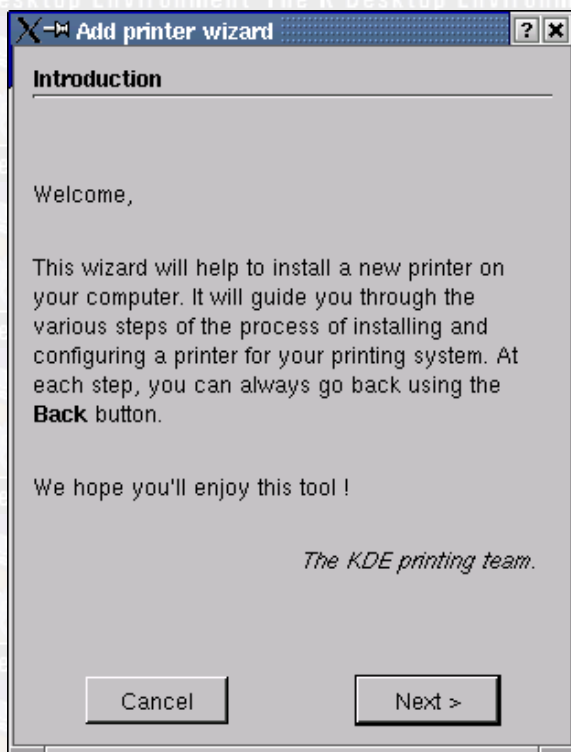 Add printer wizard
Introduction
Welcome,
This wizard will help to install a new printer on
your computer. It will guide you through the
various steps of the process of installing and
configuring a printer for your printing system. At
each step, you can always go back using the
Back button.
We hope you'll enjoy this tool !
The KDE printing team.
Cancel
Next >